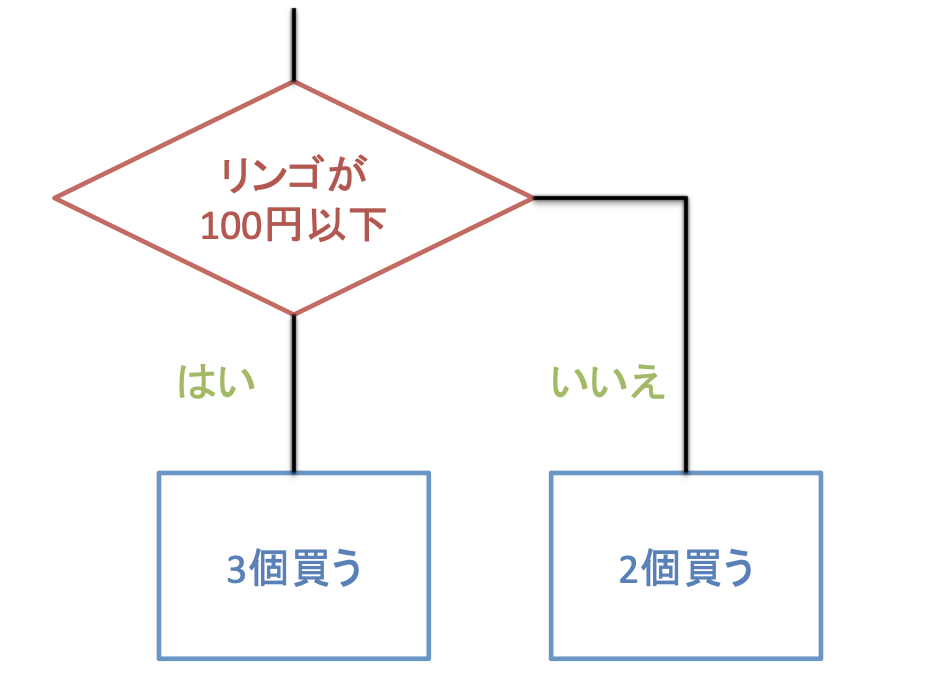 リンゴが
100円以下
はい
いいえ
3個買う
2個買う